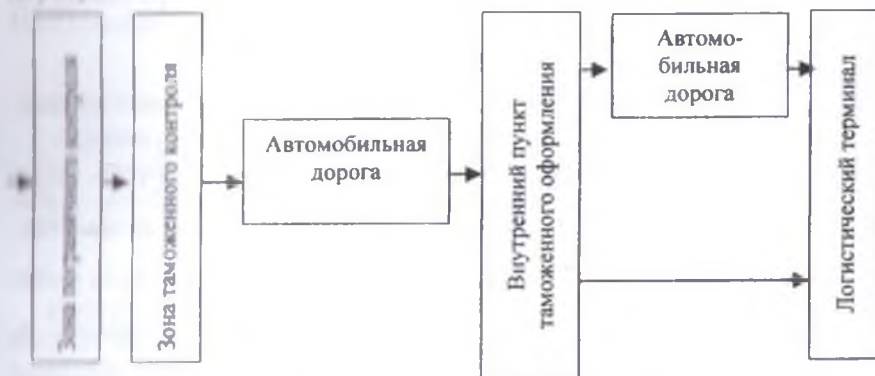 Зона пограничного контроля
Зона таможенного контроля
Автомобильная
дорога
Внутренний пункт
таможенного оформления
Автомо-
бильная
дорога
Логистический терминал